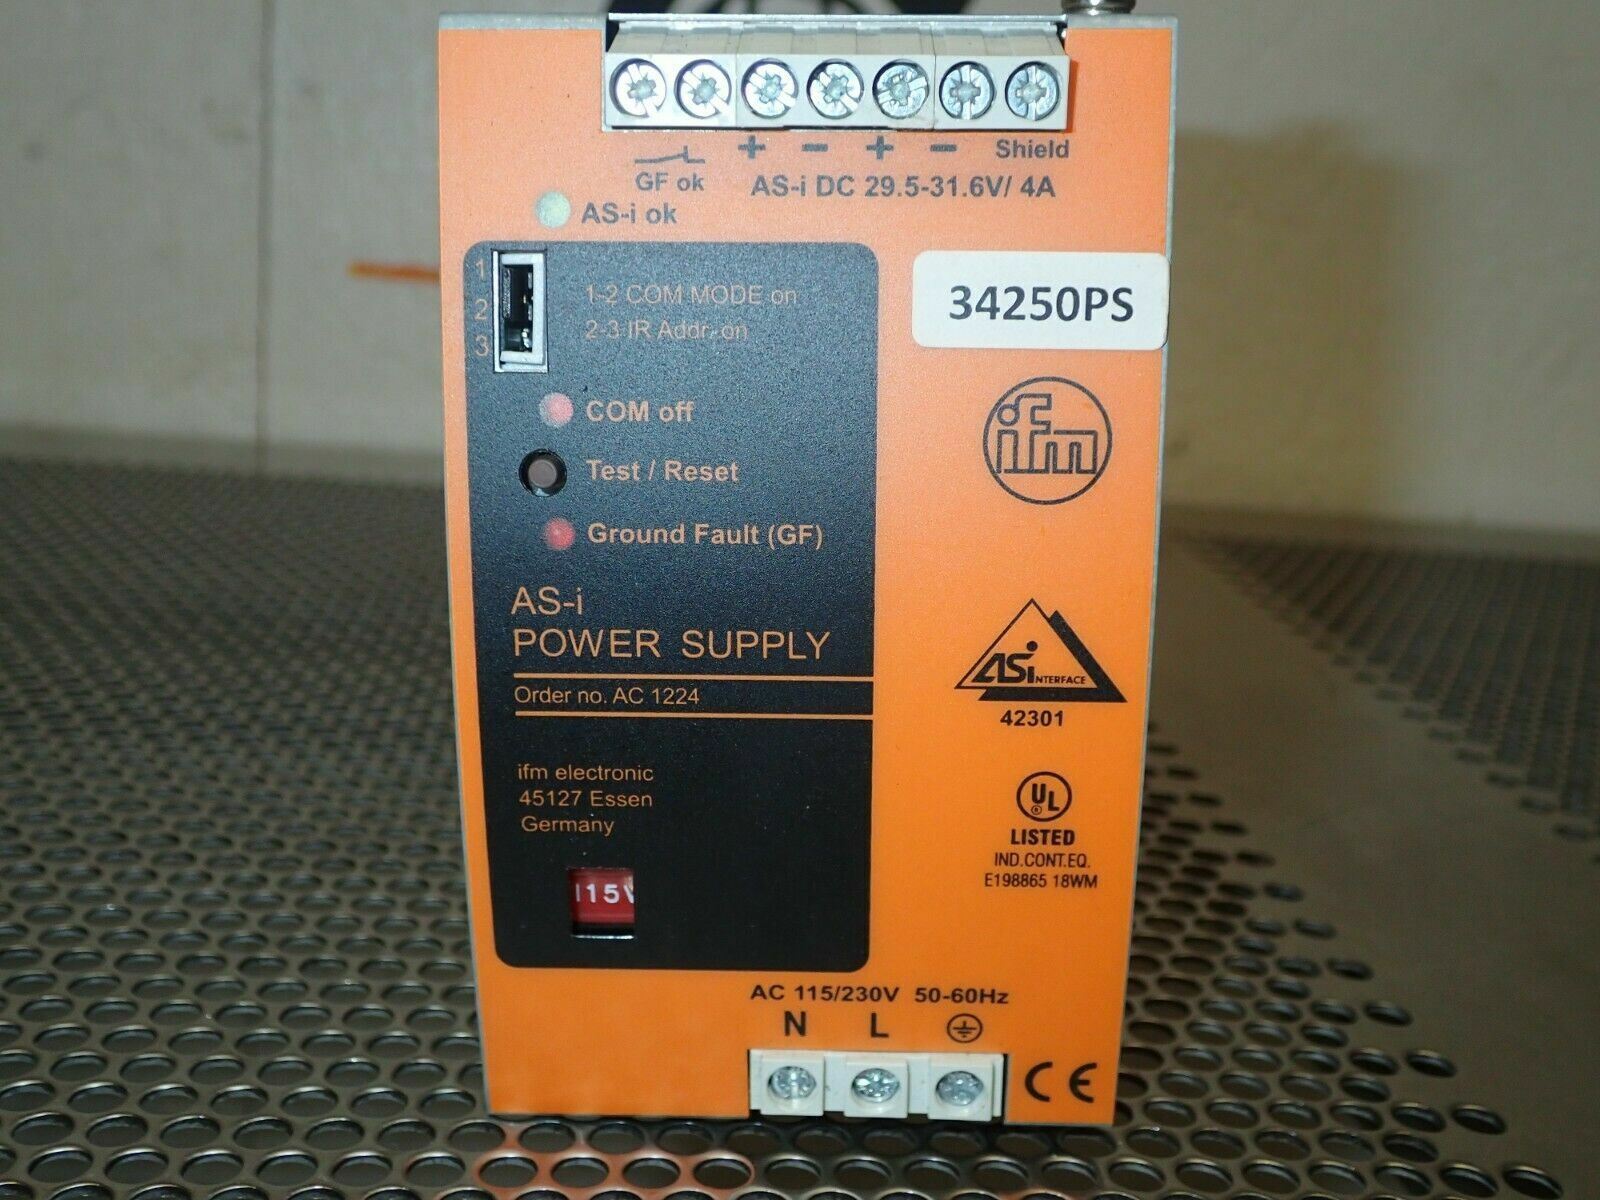 + - + - Shield
GF ok
AS-i DC 29.5-31.6V/ 4A
AS-i ok
1
2
3
1-2 COM MODE on
2-3 IR Addr. on
34250PS
COM off
Test / Reset
Ground Fault (GF)
ifm
AS-i
POWER SUPPLY
Order no. AC 1224
ASi INTERFACE
42301
ifm electronic
45127 Essen
Germany
UL
LISTED
IND.CONT.EQ.
E198865 18WM
115V
AC 115/230V 50-60Hz
N L
CE